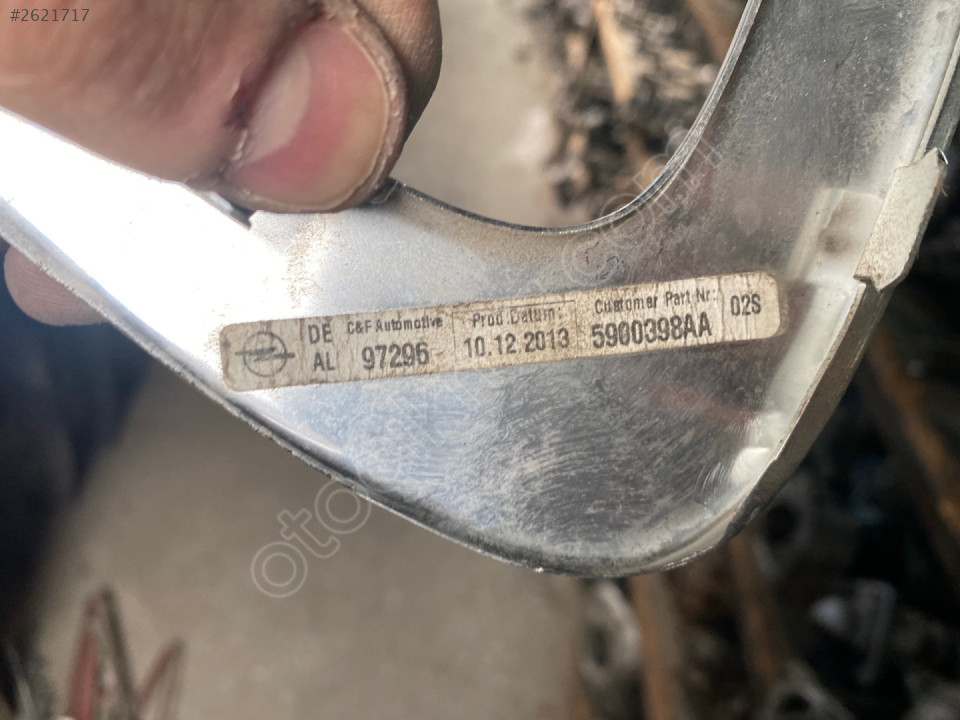 #2621717
DE
AL
C&F Automotive
97296
Prod.Datum:
10.12.2013
Customer Part Nr:
5900398AA
02S